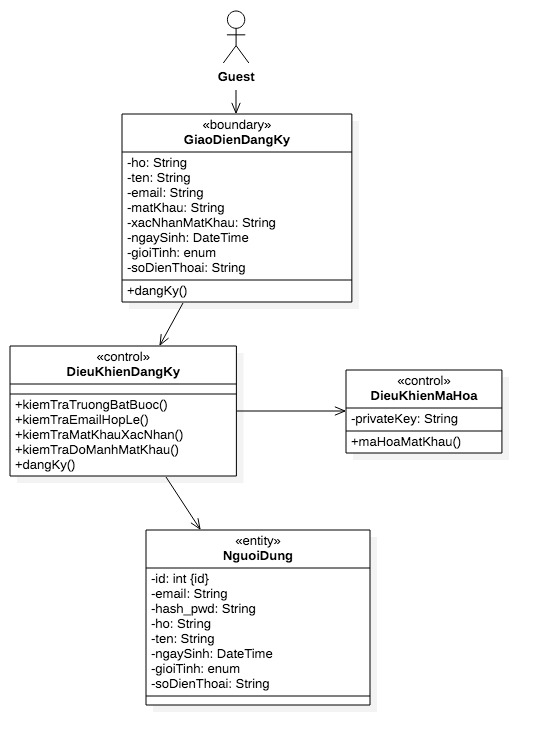 Guest
«boundary»
GiaoDienDangKy
-ho: String
-ten: String
-email: String
-matKhau: String
-xacNhanMatKhau: String
-ngaySinh: DateTime
-gioiTinh: enum
-soDienThoai: String
+dangKy()
«control»
DieuKhienDangKy
+kiemTraTruongBatBuoc()
+kiemTraEmailHopLe()
+kiemTraMatKhauXacNhan()
+kiemTraDoManhMatKhau()
+dangKy()
«control»
DieuKhienMaHoa
-privateKey: String
+maHoaMatKhau()
«entity»
NguoiDung
-id: int {id}
-email: String
-hash_pwd: String
-ho: String
-ten: String
-ngaySinh: DateTime
-gioiTinh: enum
-soDienThoai: String